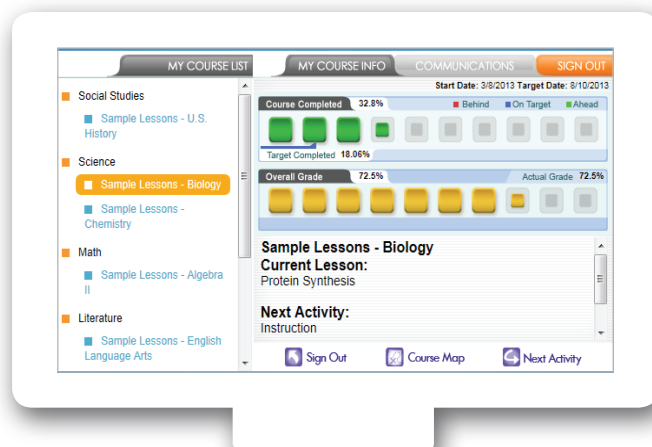 MY COURSE LIST
MY COURSE INFO
COMMUNICATIONS
SIGN OUT
Start Date: 3/8/2013 Target Date: 8/10/2013
Social Studies
Sample Lessons - U.S.
History
Science
Sample Lessons - Biology
Sample Lessons -
Chemistry
Math
Sample Lessons - Algebra
II
Literature
Sample Lessons - English
Language Arts
Course Completed 32.8%
Behind On Target Ahead
Target Completed 18.06%
Overall Grade 72.5%
Actual Grade 72.5%
Sample Lessons - Biology
Current Lesson:
Protein Synthesis
Next Activity:
Instruction
Sign Out
Course Map
Next Activity